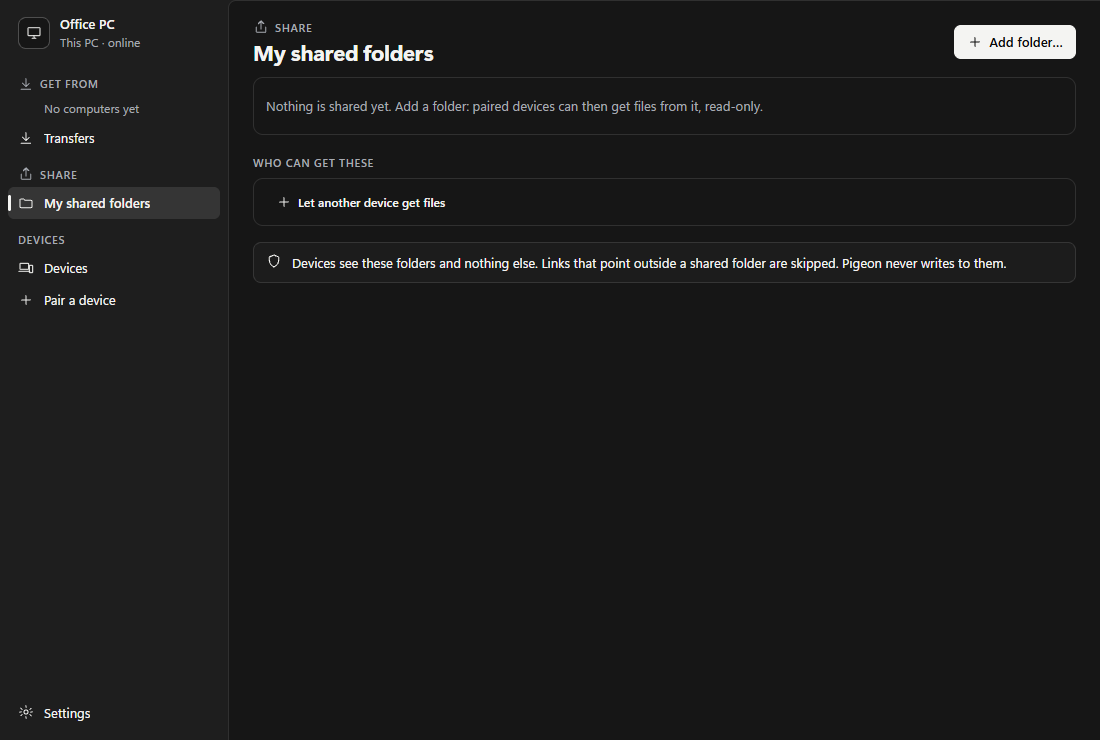 Office PC
This PC · online
GET FROM
No computers yet
Transfers
SHARE
My shared folders
DEVICES
Devices
Pair a device
Settings
SHARE
My shared folders
Add folder...
Nothing is shared yet. Add a folder: paired devices can then get files from it, read-only.
WHO CAN GET THESE
Let another device get files
Devices see these folders and nothing else. Links that point outside a shared folder are skipped. Pigeon never writes to them.